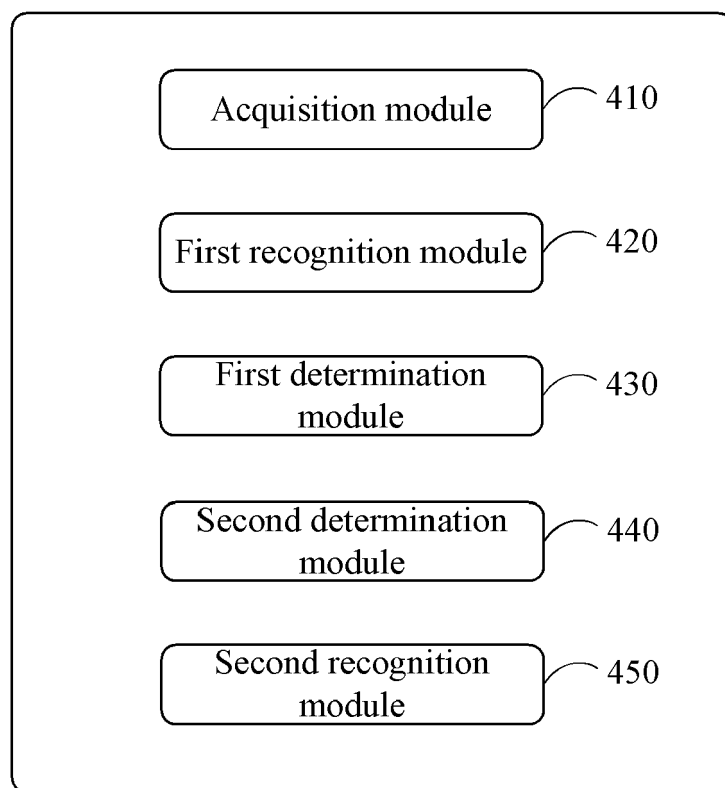 Acquisition module
410
First recognition module
420
First determination
module
430
Second determination
module
440
Second recognition
module
450